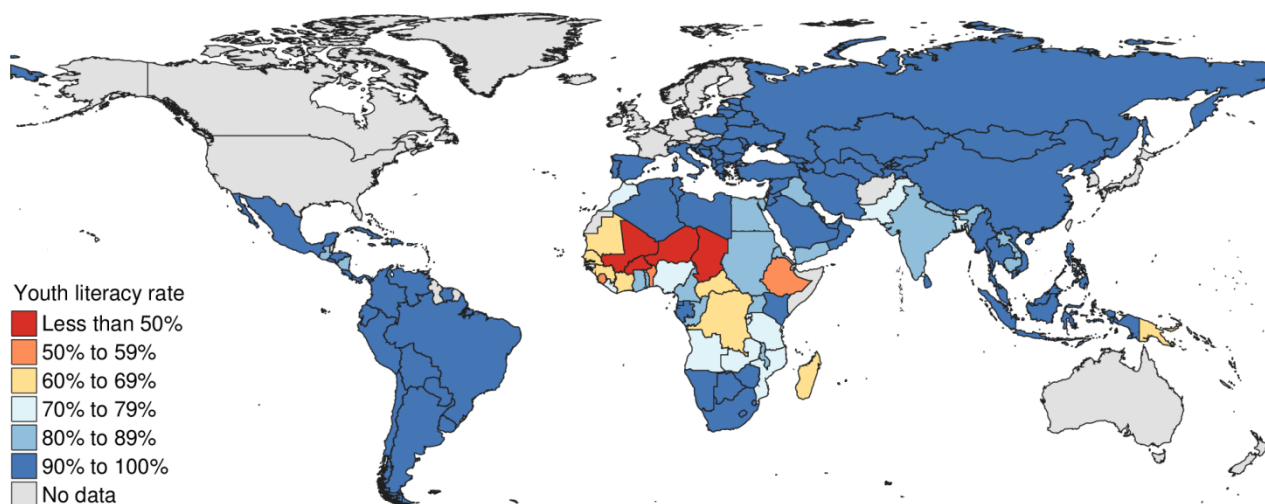 Youth literacy rate
Less than 50%
50% to 59%
60% to 69%
70% to 79%
80% to 89%
90% to 100%
No data